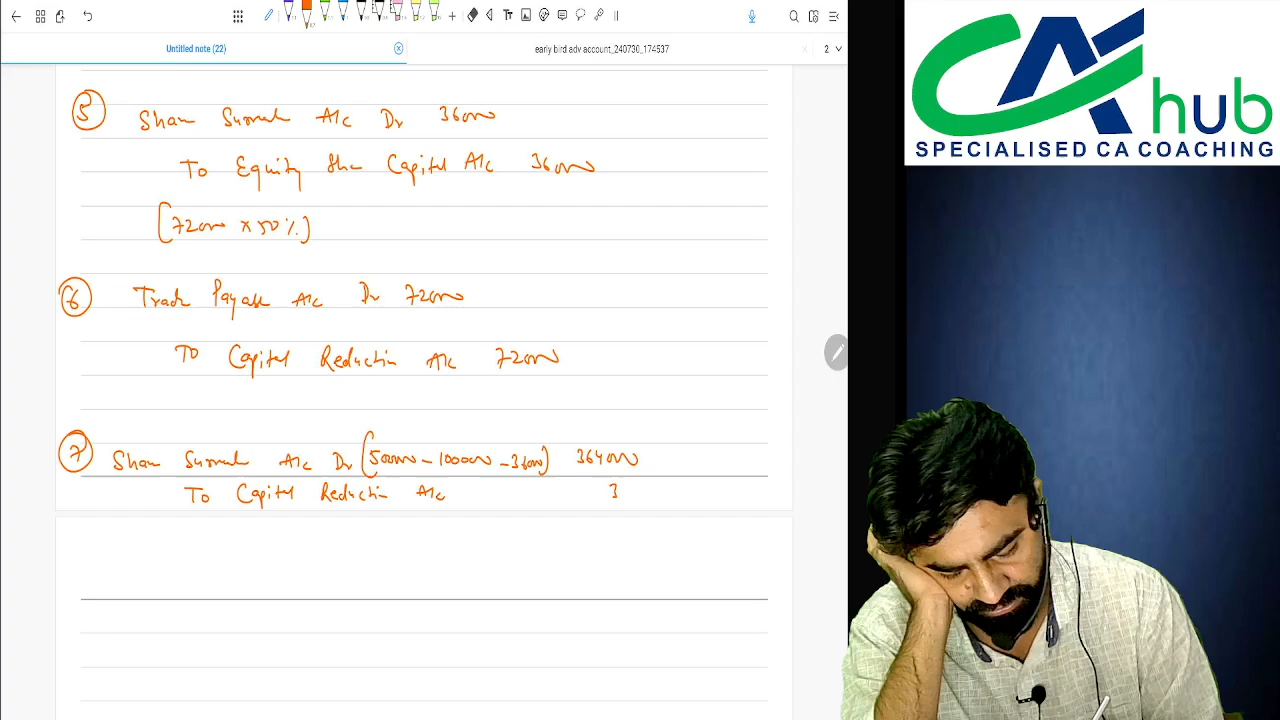 Untitled note (22)
early bird adv account_240730_174537
2
CA hub
SPECIALISED CA COACHING
5 Share Surrender A/c Dr 36000
To Equity Share Capital A/c 36000
[72000 x 50%]
6 Trade Payable A/c Dr 72000
To Capital Reduction A/c 72000
7 Share Surrender A/c Dr [500000 - 100000 - 36000] 364000
To Capital Reduction A/c 3